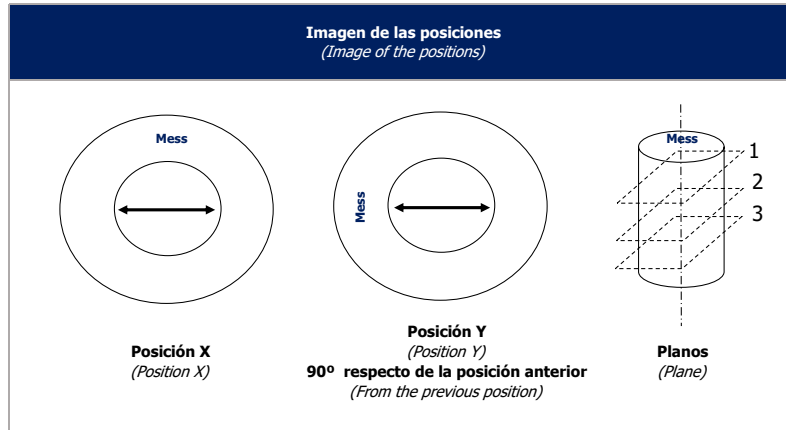 Imagen de las posiciones
(Image of the positions)
Mess
Mess
Mess
1
2
3
Posición X
(Position X)
Posición Y
(Position Y)
90º respecto de la posición anterior
(From the previous position)
Planos
(Plane)